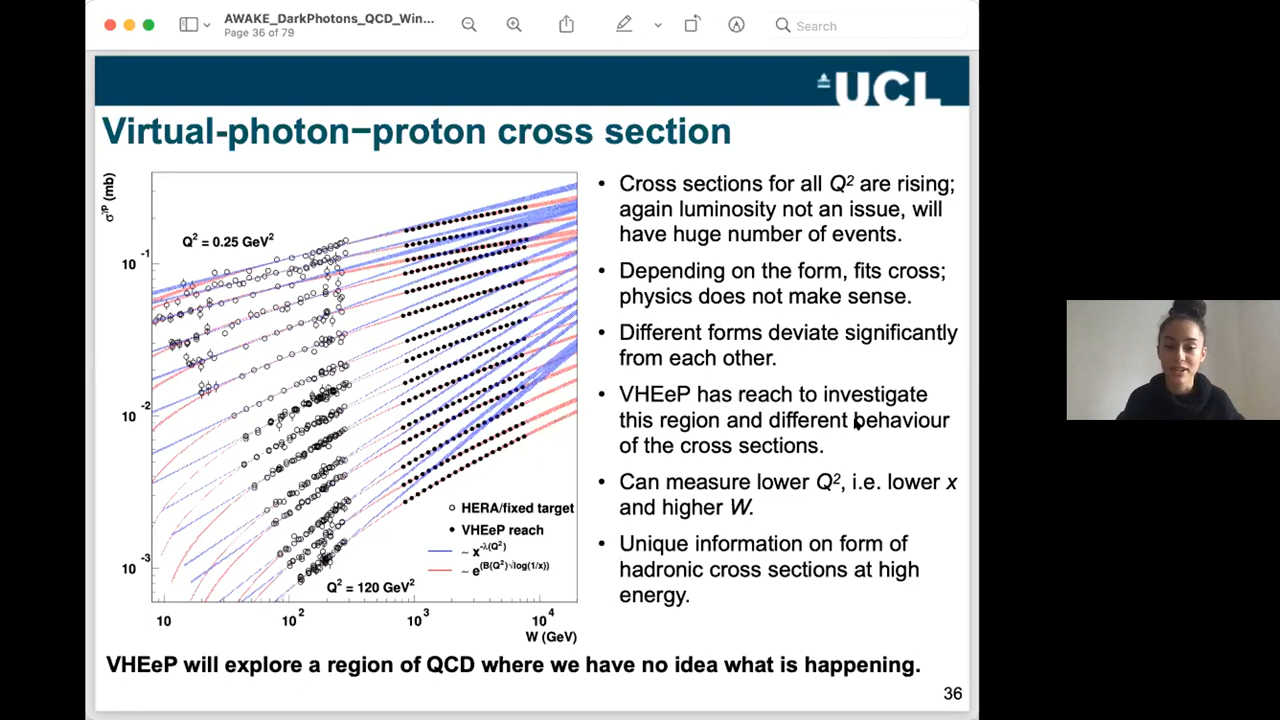 AWAKE_DarkPhotons_QCD_Win...
Page 36 of 79
Search
UCL
Virtual-photon−proton cross section
σγp (mb)
Q² = 0.25 GeV²
10⁻¹
10⁻²
10⁻³
HERA/fixed target
VHEeP reach
~ x^-λ(Q²)
~ e^(B(Q²)√log(1/x))
Q² = 120 GeV²
10 10² 10³ 10⁴
W (GeV)
• Cross sections for all Q² are rising;
again luminosity not an issue, will
have huge number of events.
• Depending on the form, fits cross;
physics does not make sense.
• Different forms deviate significantly
from each other.
• VHEeP has reach to investigate
this region and different behaviour
of the cross sections.
• Can measure lower Q², i.e. lower x
and higher W.
• Unique information on form of
hadronic cross sections at high
energy.
VHEeP will explore a region of QCD where we have no idea what is happening.
36